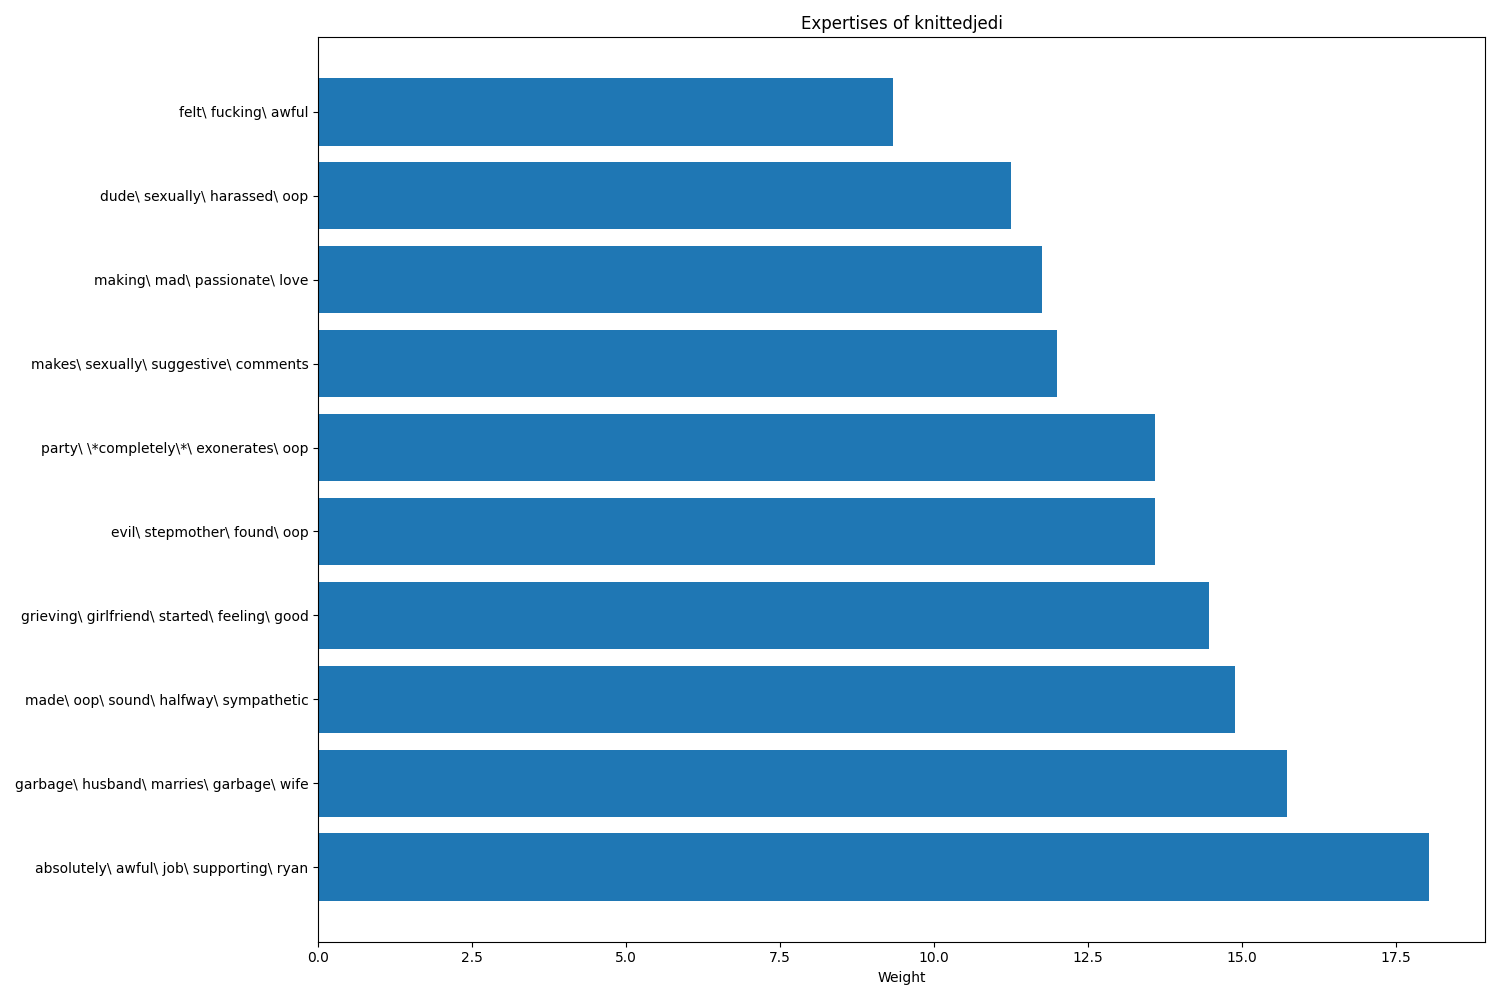 Expertises of knittedjedi
felt\ fucking\ awful
dude\ sexually\ harassed\ oop
making\ mad\ passionate\ love
makes\ sexually\ suggestive\ comments
party\ \*completely\*\ exonerates\ oop
evil\ stepmother\ found\ oop
grieving\ girlfriend\ started\ feeling\ good
made\ oop\ sound\ halfway\ sympathetic
garbage\ husband\ marries\ garbage\ wife
absolutely\ awful\ job\ supporting\ ryan
0.0 2.5 5.0 7.5 10.0 12.5 15.0 17.5
Weight